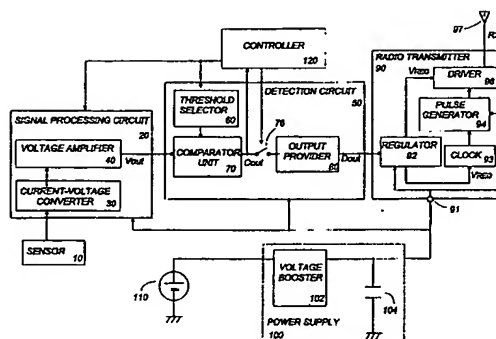 97
R
CONTROLLER
120
RADIO TRANSMITTER
90
VREG
DRIVER
96
DETECTION CIRCUIT
50
THRESHOLD
SELECTOR
60
76
PULSE
GENERATOR
94
SIGNAL PROCESSING CIRCUIT
20
VOLTAGE AMPLIFIER
40
Vout
COMPARATOR
UNIT
70
Cout
OUTPUT
PROVIDER
80
Dout
REGULATOR
92
CLOCK
93
VREG
CURRENT-VOLTAGE
CONVERTER
30
91
SENSOR
10
110
VOLTAGE
BOOSTER
102
104
POWER SUPPLY
100